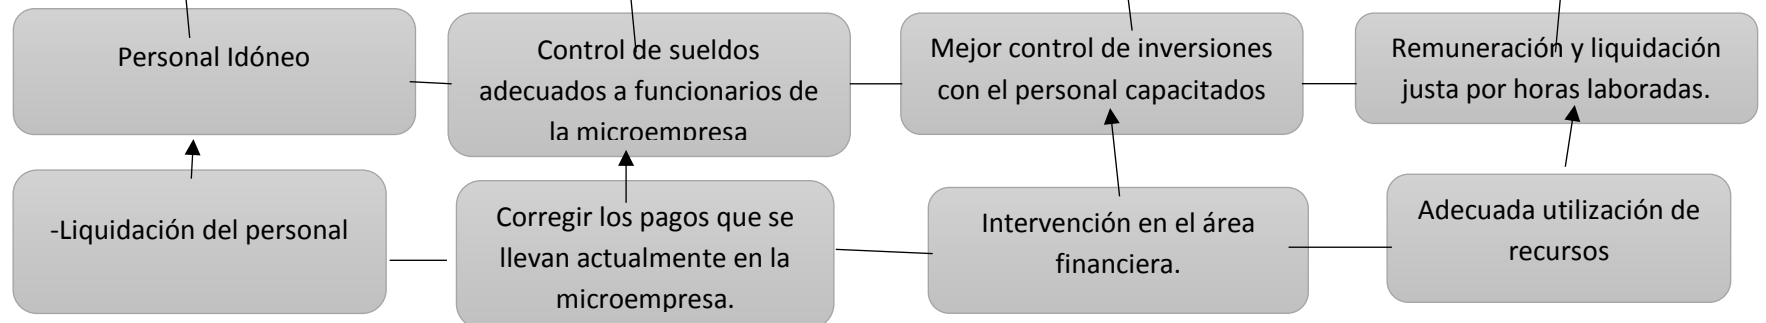 Personal Idóneo
Control de sueldos
adecuados a funcionarios de
la microempresa
Mejor control de inversiones
con el personal capacitados
Remuneración y liquidación
justa por horas laboradas.
-Liquidación del personal
Corregir los pagos que se
llevan actualmente en la
microempresa.
Intervención en el área
financiera.
Adecuada utilización de
recursos